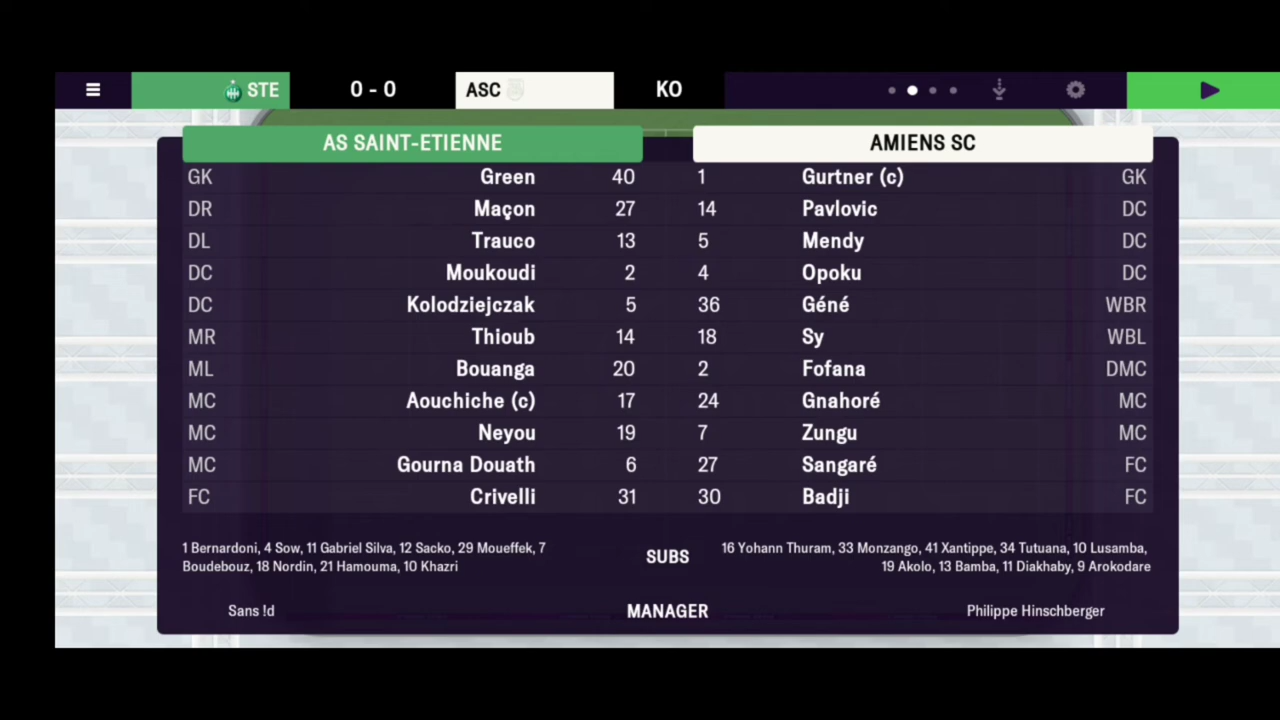 STE 0 - 0 ASC KO
AS SAINT-ETIENNE AMIENS SC
GK Green 40 1 Gurtner (c) GK
DR Maçon 27 14 Pavlovic DC
DL Trauco 13 5 Mendy DC
DC Moukoudi 2 4 Opoku DC
DC Kolodziejczak 5 36 Géné WBR
MR Thioub 14 18 Sy WBL
ML Bouanga 20 2 Fofana DMC
MC Aouchiche (c) 17 24 Gnahoré MC
MC Neyou 19 7 Zungu MC
MC Gourna Douath 6 27 Sangaré FC
FC Crivelli 31 30 Badji FC
1 Bernardoni, 4 Sow, 11 Gabriel Silva, 12 Sacko, 29 Moueffek, 7
Boudebouz, 18 Nordin, 21 Hamouma, 10 Khazri
SUBS
16 Yohann Thuram, 33 Monzango, 41 Xantippe, 34 Tutuana, 10 Lusamba,
19 Akolo, 13 Bamba, 11 Diakhaby, 9 Arokodare
Sans !d MANAGER Philippe Hinschberger